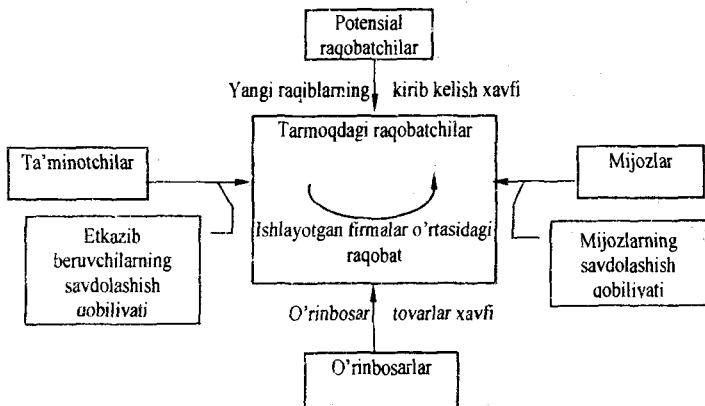 Potensial
raqobatchilar
Yangi raqiblarning kirib kelish xavfi
Tarmoqdagi raqobatchilar
Ta'minotchilar
Mijozlar
Ishlayotgan firmalar o'rtasidagi
raqobat
Etkazib
beruvchilarning
savdolashish
qobiliyati
Mijozlarning
savdolashish
qobiliyati
O'rinbosar tovarlar xavfi
O'rinbosarlar